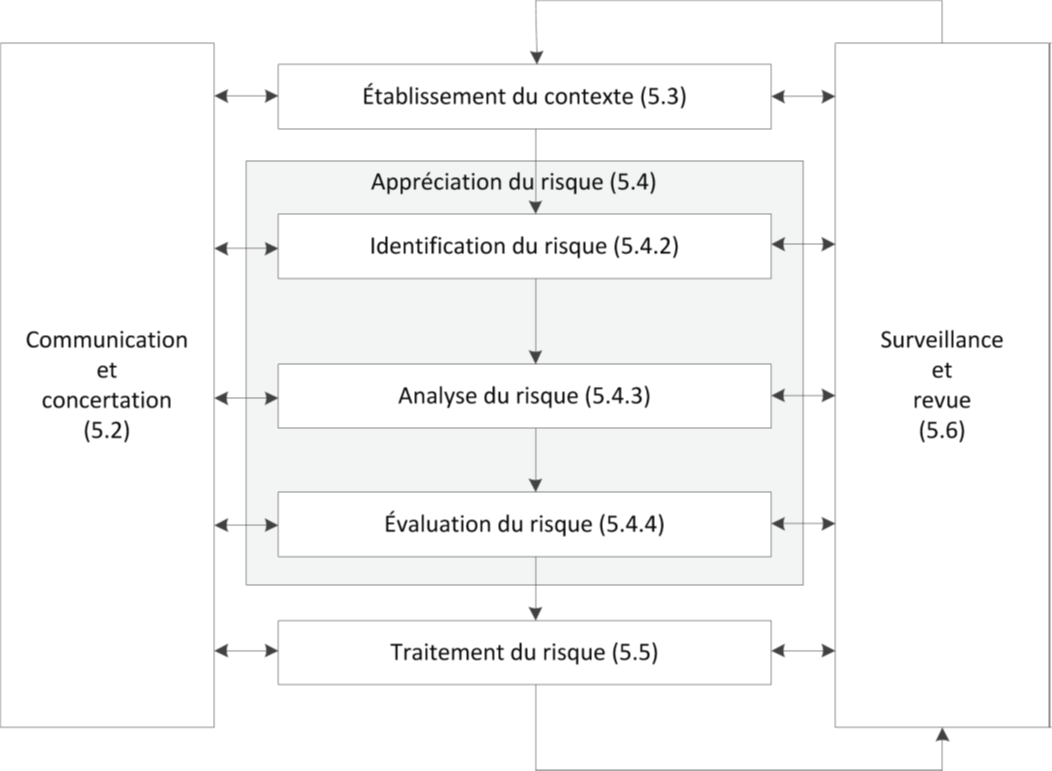 Établissement du contexte (5.3)
Appréciation du risque (5.4)
Identification du risque (5.4.2)
Communication
et
concertation
(5.2)
Analyse du risque (5.4.3)
Surveillance
et
revue
(5.6)
Évaluation du risque (5.4.4)
Traitement du risque (5.5)